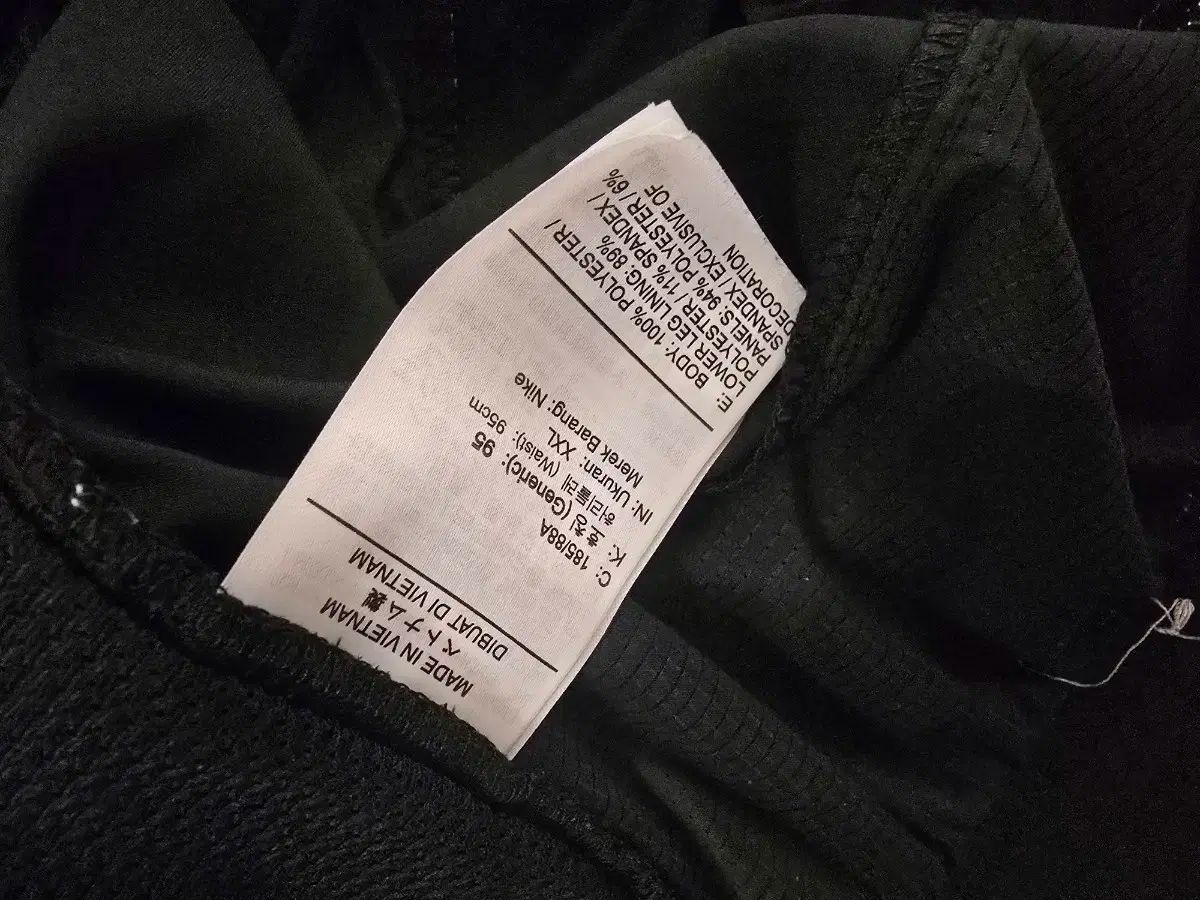 MADE IN VIETNAM
ベトナム製
DIBUAT DI VIETNAM
C: 185/88A
K: 호칭 (Generic): 95
허리둘레 (Waist): 95cm
IN: Ukuran: XXL
Merek Barang: Nike
E:
BODY: 100% POLYESTER /
LOWER LEG LINING: 89%
POLYESTER / 11% SPANDEX /
PANELS: 94% POLYESTER / 6%
SPANDEX / EXCLUSIVE OF
DECORATION